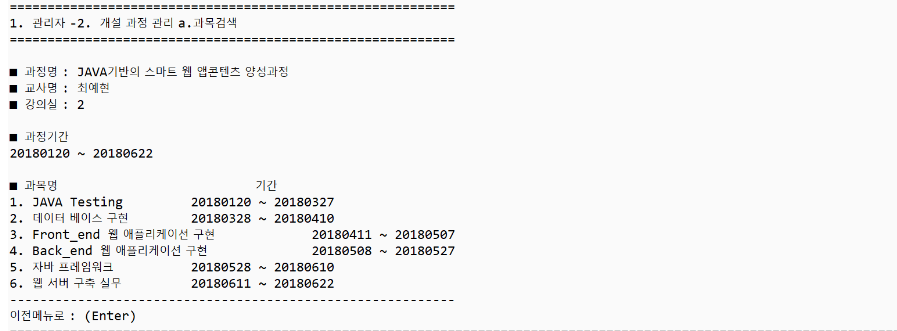 ============================================================
1. 관리자 -2. 개설 과정 관리 a.과목검색
============================================================
■ 과정명 : JAVA기반의 스마트 웹 앱콘텐츠 양성과정
■ 교사명 : 최예현
■ 강의실 : 2
■ 과정기간
20180120 ~ 20180622
■ 과목명 기간
1. JAVA Testing 20180120 ~ 20180327
2. 데이터 베이스 구현 20180328 ~ 20180410
3. Front_end 웹 애플리케이션 구현 20180411 ~ 20180507
4. Back_end 웹 애플리케이션 구현 20180508 ~ 20180527
5. 자바 프레임워크 20180528 ~ 20180610
6. 웹 서버 구축 실무 20180611 ~ 20180622
------------------------------------------------------------
이전메뉴로 : (Enter)